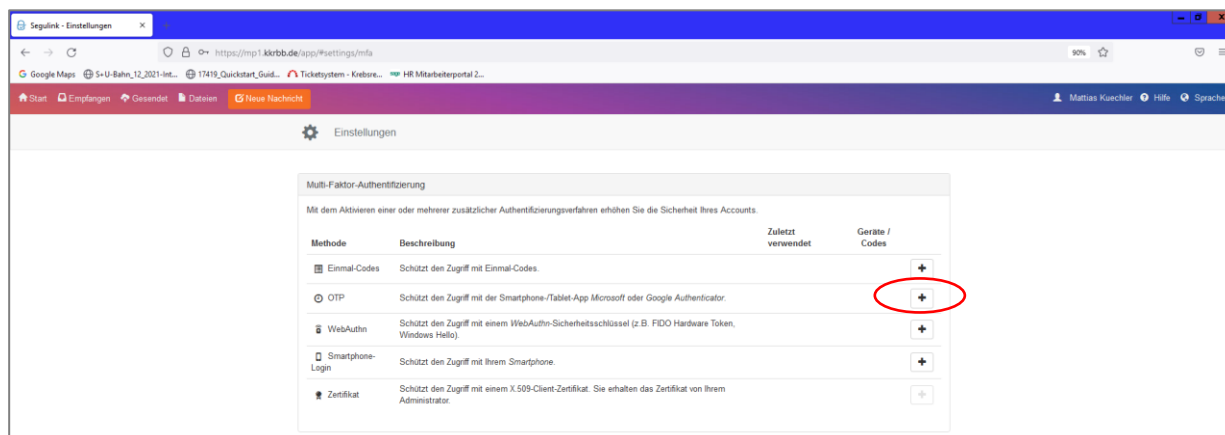 Segulink - Einstellungen
https://mp1.kkrbb.de/app/#settings/mfa
90%
Google Maps S+U-Bahn_12_2021-Int... 17419_Quickstart_Guid... Ticketsystem - Krebsre... HR Mitarbeiterportal 2...
Start Empfangen Gesendet Dateien Neue Nachricht Mattias Kuechler Hilfe Sprache
Einstellungen
Multi-Faktor-Authentifizierung
Mit dem Aktivieren einer oder mehrerer zusätzlicher Authentifizierungsverfahren erhöhen Sie die Sicherheit Ihres Accounts.
Zuletzt Geräte /
Methode Beschreibung verwendet Codes
Einmal-Codes Schützt den Zugriff mit Einmal-Codes.
OTP Schützt den Zugriff mit der Smartphone-/Tablet-App Microsoft oder Google Authenticator.
WebAuthn Schützt den Zugriff mit einem WebAuthn-Sicherheitsschlüssel (z.B. FIDO Hardware Token,
Windows Hello).
Smartphone-
Login Schützt den Zugriff mit Ihrem Smartphone.
Zertifikat Schützt den Zugriff mit einem X.509-Client-Zertifikat. Sie erhalten das Zertifikat von Ihrem
Administrator.